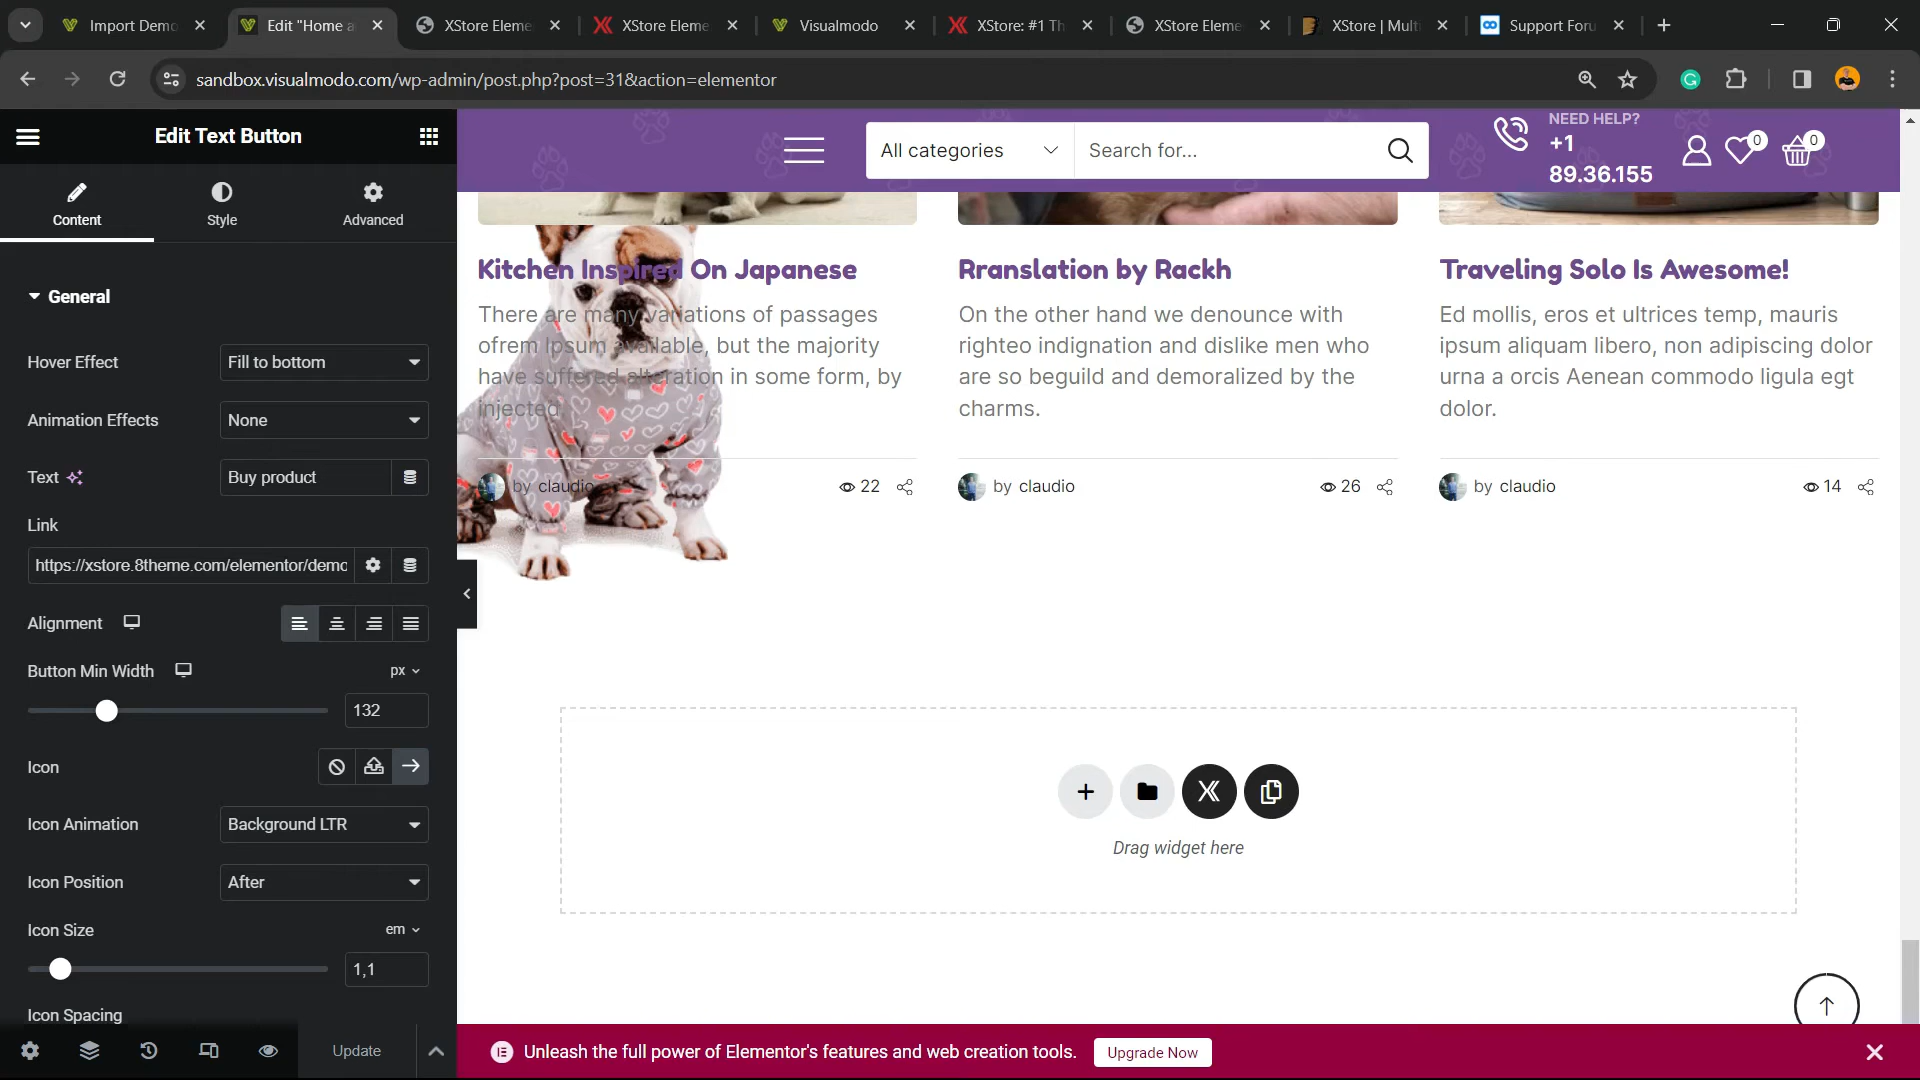 Import Demo
Edit "Home a
XStore Eleme
XStore Eleme
Visualmodo
XStore: #1 Th
XStore Eleme
XStore | Multi
Support Foru
sandbox.visualmodo.com/wp-admin/post.php?post=31&action=elementor
Edit Text Button
Content
Style
Advanced
General
Hover Effect
Fill to bottom
Animation Effects
None
Text
Buy product
Link
https://xstore.8theme.com/elementor/demo
Alignment
Button Min Width
px
132
Icon
Icon Animation
Background LTR
Icon Position
After
Icon Size
em
1,1
Icon Spacing
Update
All categories
Search for...
NEED HELP?
+1
89.36.155
0
0
Kitchen Inspired On Japanese
There are many variations of passages
ofrem Ipsum available, but the majority
have suffered alteration in some form, by
injected.
by claudio
22
Rranslation by Rackh
On the other hand we denounce with
righteo indignation and dislike men who
are so beguild and demoralized by the
charms.
by claudio
26
Traveling Solo Is Awesome!
Ed mollis, eros et ultrices temp, mauris
ipsum aliquam libero, non adipiscing dolor
urna a orcis Aenean commodo ligula egt
dolor.
by claudio
14
Drag widget here
Unleash the full power of Elementor's features and web creation tools.
Upgrade Now